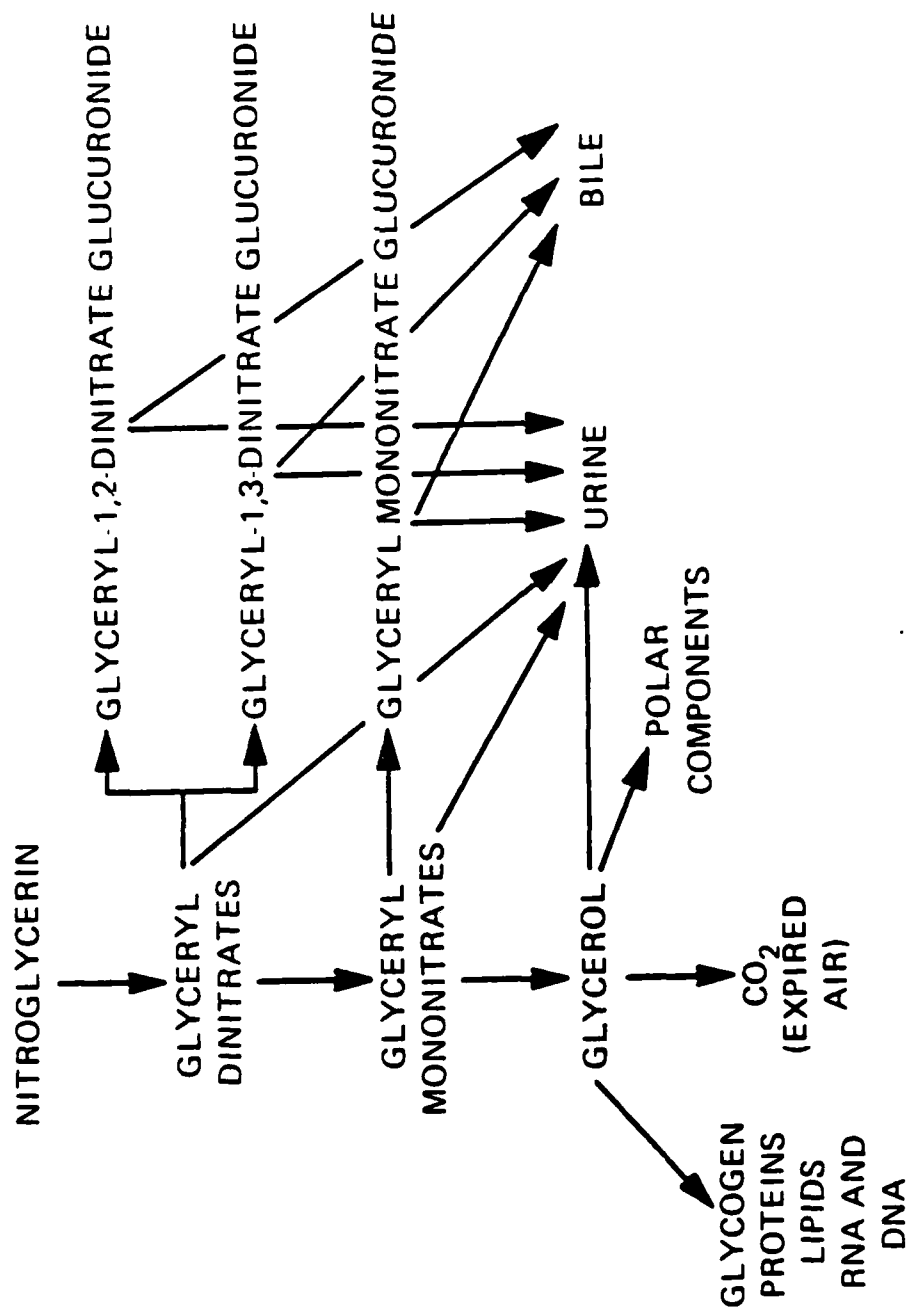 NITROGLYCERIN
GLYCERYL
DINITRATES
GLYCERYL-1,2-DINITRATE GLUCURONIDE
GLYCERYL-1,3-DINITRATE GLUCURONIDE
GLYCERYL
MONONITRATES
GLYCERYL MONONITRATE GLUCURONIDE
GLYCEROL
URINE
BILE
POLAR
COMPONENTS
CO2
(EXPIRED
AIR)
GLYCOGEN
PROTEINS
LIPIDS
RNA AND
DNA